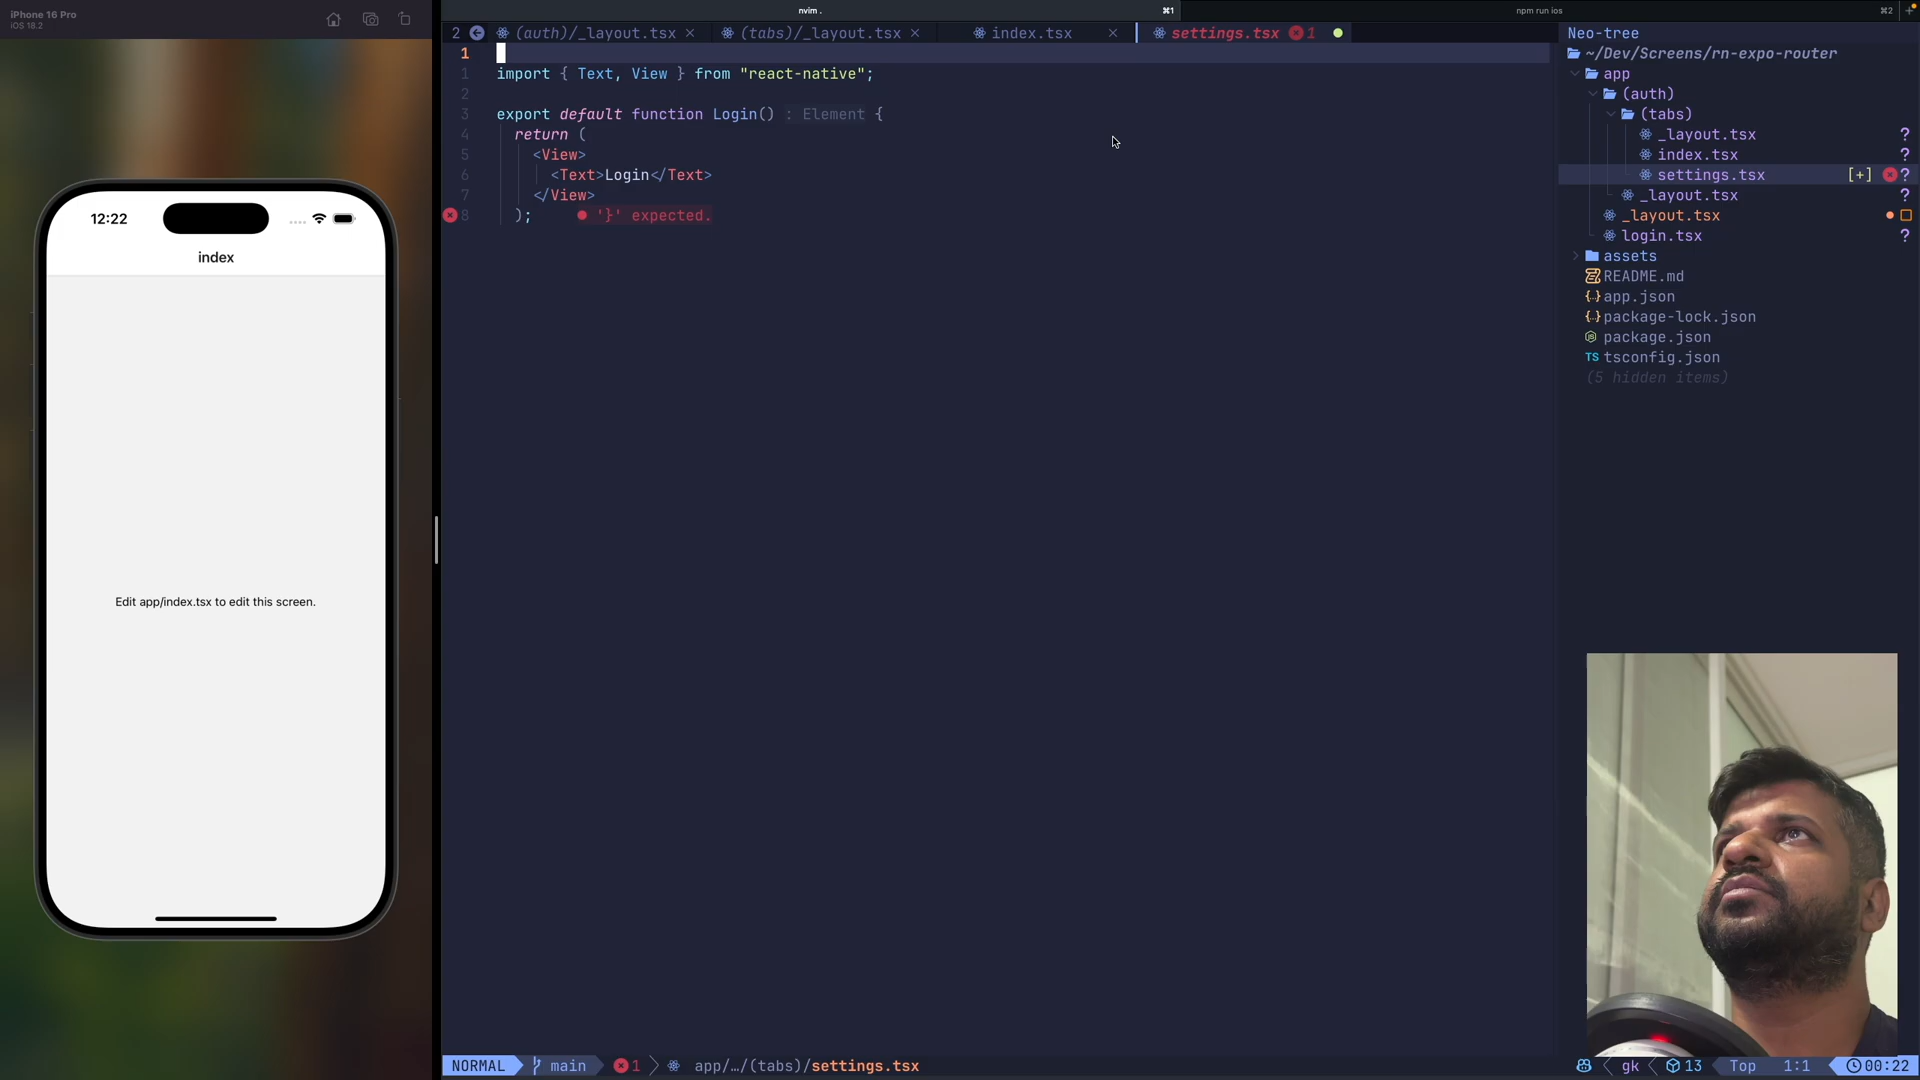 iPhone 16 Pro
iOS 18.2
12:22
index
Edit app/index.tsx to edit this screen.
nvim .
⌘1
npm run ios
⌘2
2 (auth)/_layout.tsx × (tabs)/_layout.tsx × index.tsx × settings.tsx 1
1
1 import { Text, View } from "react-native";
2
3 export default function Login() : Element {
4 return (
5 <View>
6 <Text>Login</Text>
7 </View>
8 ); '}' expected.
Neo-tree
~/Dev/Screens/rn-expo-router
app
(auth)
(tabs)
_layout.tsx ?
index.tsx ?
settings.tsx [+] ?
_layout.tsx ?
_layout.tsx
login.tsx ?
assets
README.md
app.json
package-lock.json
package.json
TS tsconfig.json
(5 hidden items)
NORMAL main 1 app/…/(tabs)/settings.tsx gk 13 Top 1:1 00:22